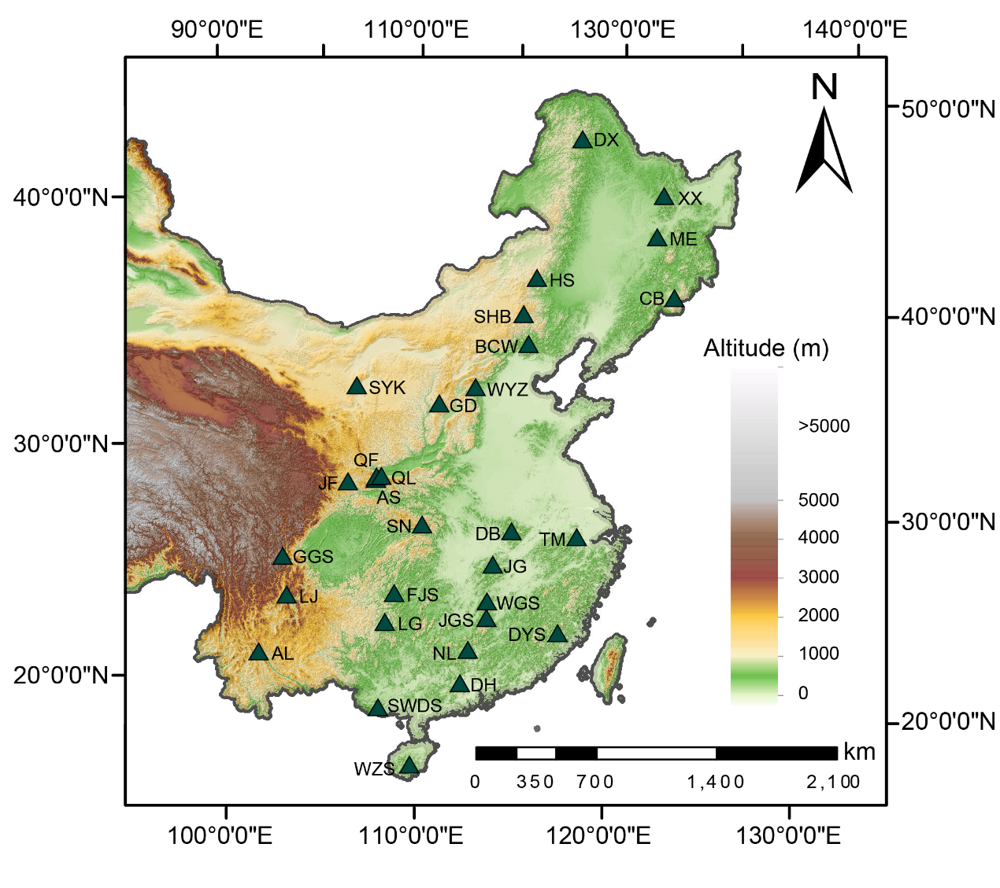 90°0'0"E 110°0'0"E 130°0'0"E 140°0'0"E
N
50°0'0"N
DX
40°0'0"N
XX
ME
HS
CB
SHB
40°0'0"N
BCW
Altitude (m)
SYK
WYZ
GD
>5000
30°0'0"N
QF
JF
QL
AS
5000
SN
30°0'0"N
DB
TM
4000
GGS
JG
3000
LJ
FJS
WGS
2000
LG
JGS
DYS
AL
NL
1000
20°0'0"N
DH
0
SWDS
20°0'0"N
WZS
km
0 350 700 1,400 2,100
100°0'0"E 110°0'0"E 120°0'0"E 130°0'0"E